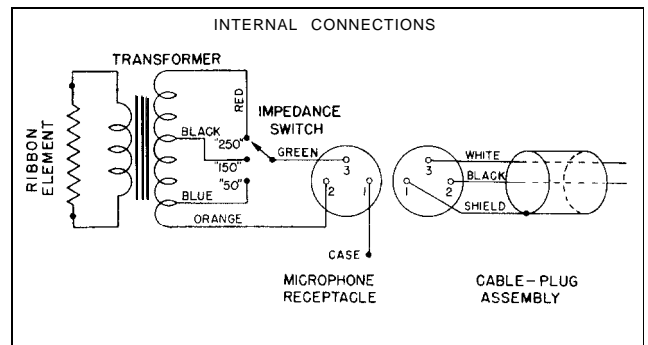 INTERNAL CONNECTIONS
TRANSFORMER
RIBBON
ELEMENT
RED
IMPEDANCE
SWITCH
BLACK
"250"
"150"
"50"
GREEN
BLUE
ORANGE
3
2
1
CASE
MICROPHONE
RECEPTACLE
3
1
2
WHITE
BLACK
SHIELD
CABLE-PLUG
ASSEMBLY